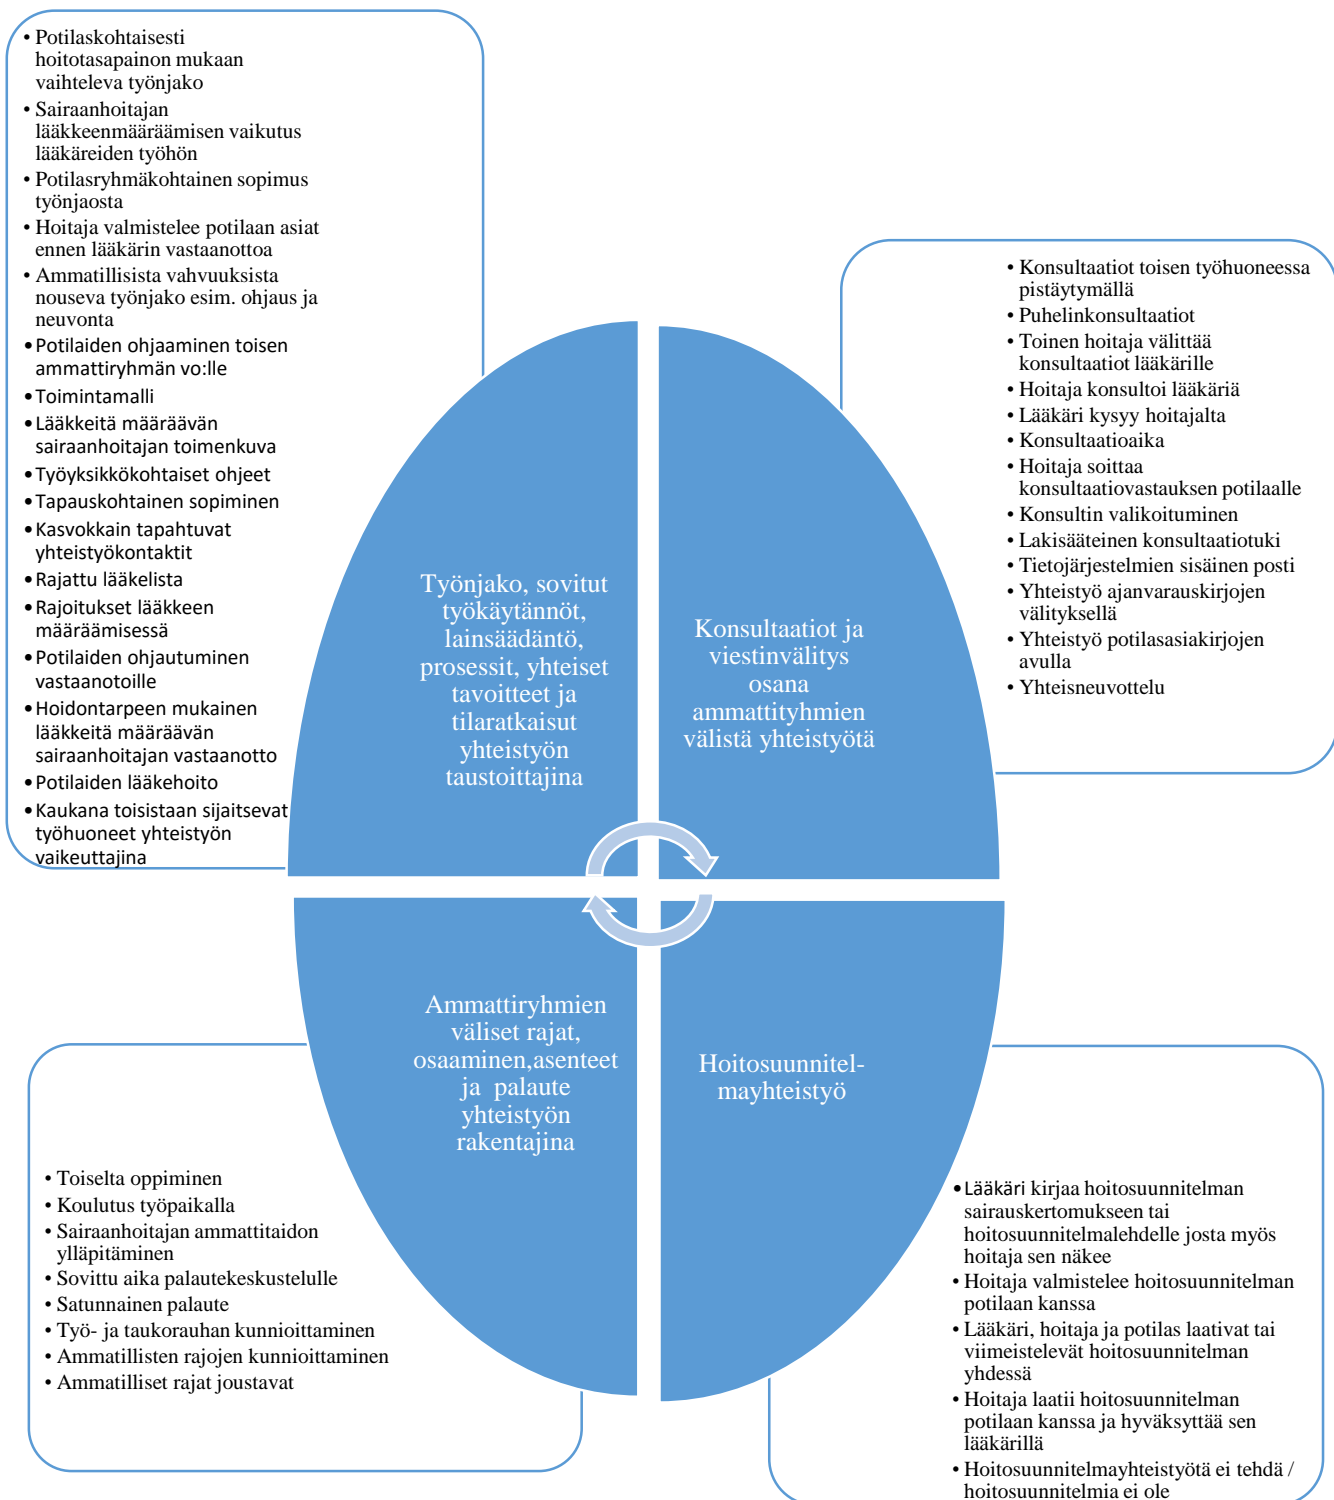 • Potilaskohtaisesti
hoitotasapainon mukaan
vaihteleva työnjako
• Sairaanhoitajan
lääkkeenmääräämisen vaikutus
lääkäreiden työhön
• Potilasryhmäkohtainen sopimus
työnjaosta
• Hoitaja valmistelee potilaan asiat
ennen lääkärin vastaanottoa
• Ammatillisista vahvuuksista
nouseva työnjako esim. ohjaus ja
neuvonta
• Potilaiden ohjaaminen toisen
ammattiryhmän vo:lle
• Toimintamalli
• Lääkkeitä määräävän
sairaanhoitajan toimenkuva
• Työyksikkökohtaiset ohjeet
• Tapauskohtainen sopiminen
• Kasvokkain tapahtuvat
yhteistyökontaktit
• Rajattu lääkelista
• Rajoitukset lääkkeen
määräämisessä
• Potilaiden ohjautuminen
vastaanotoille
• Hoidontarpeen mukainen
lääkkeitä määräävän
sairaanhoitajan vastaanotto
• Potilaiden lääkehoito
• Kaukana toisistaan sijaitsevat
työhuoneet yhteistyön
vaikeuttajina
• Konsultaatiot toisen työhuoneessa
pistäytymällä
• Puhelinkonsultaatiot
• Toinen hoitaja välittää
konsultaatiot lääkärille
• Hoitaja konsultoi lääkäriä
• Lääkäri kysyy hoitajalta
• Konsultaatioaika
• Hoitaja soittaa
konsultaatiovastauksen potilaalle
• Konsultin valikoituminen
• Lakisääteinen konsultaatiotuki
• Tietojärjestelmien sisäinen posti
• Yhteistyö ajanvarauskirjojen
välityksellä
• Yhteistyö potilasasiakirjojen
avulla
• Yhteisneuvottelu
Työnjako, sovitut
työkäytännöt,
lainsäädäntö,
prosessit, yhteiset
tavoitteet ja
tilaratkaisut
yhteistyön
taustoittajina
Konsultaatiot ja
viestinvälitys
osana
ammattityhmien
välistä yhteistyötä
Ammattiryhmien
väliset rajat,
osaaminen,asenteet
ja palaute
yhteistyön
rakentajina
Hoitosuunnitel-
mayhteistyö
• Toiselta oppiminen
• Koulutus työpaikalla
• Sairaanhoitajan ammattitaidon
ylläpitäminen
• Sovittu aika palautekeskustelulle
• Satunnainen palaute
• Työ- ja taukorauhan kunnioittaminen
• Ammatillisten rajojen kunnioittaminen
• Ammatilliset rajat joustavat
• Lääkäri kirjaa hoitosuunnitelman
sairauskertomukseen tai
hoitosuunnitelmalehdelle josta myös
hoitaja sen näkee
• Hoitaja valmistelee hoitosuunnitelman
potilaan kanssa
• Lääkäri, hoitaja ja potilas laativat tai
viimeistelevät hoitosuunnitelman
yhdessä
• Hoitaja laatii hoitosuunnitelman
potilaan kanssa ja hyväksyttää sen
lääkärillä
• Hoitosuunnitelmayhteistyötä ei tehdä /
hoitosuunnitelmia ei ole